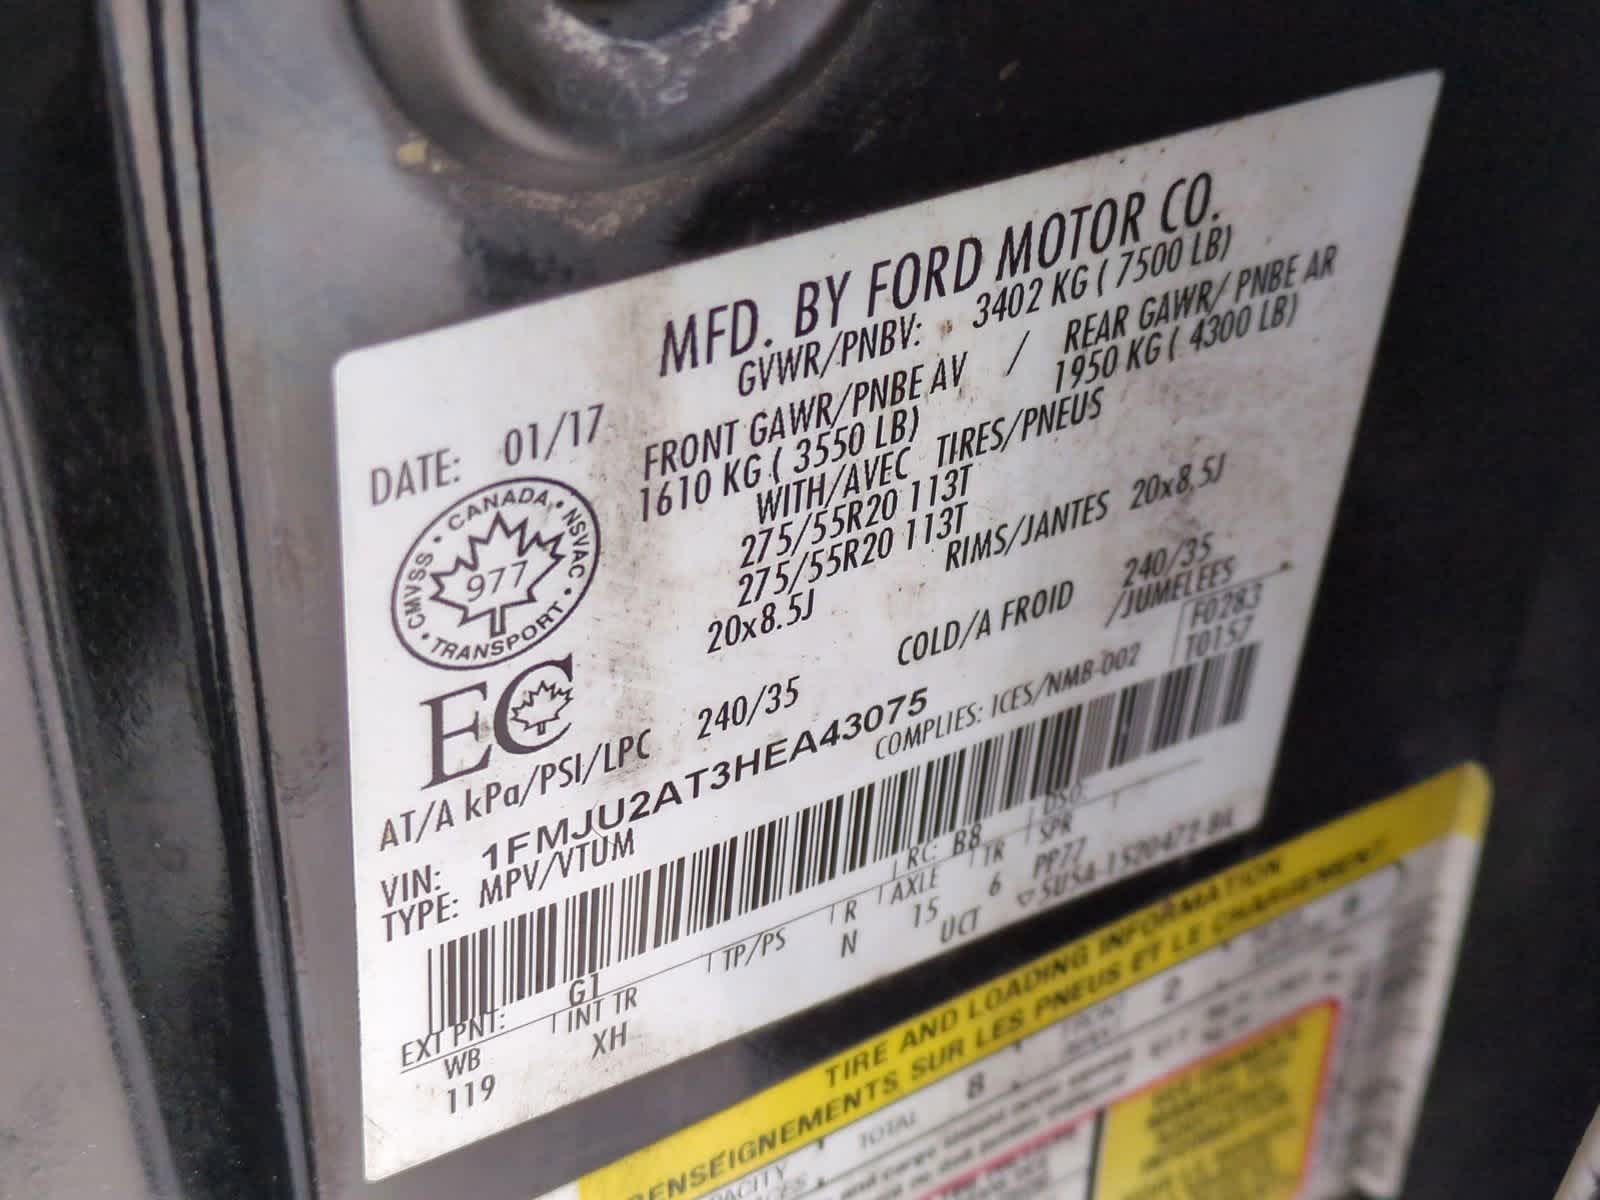 MFD. BY FORD MOTOR CO.
GVWR/PNBV: 3402 KG ( 7500 LB)
DATE: 01/17
FRONT GAWR/PNBE AV / REAR GAWR/ PNBE AR
1610 KG ( 3550 LB) 1950 KG ( 4300 LB)
WITH/AVEC TIRES/PNEUS
275/55R20 113T
275/55R20 113T
20x8.5J RIMS/JANTES 20x8.5J
CMVSS • CANADA • NSVAC • TRANSPORT •
977
EC
AT/A kPa/PSI/LPC 240/35 COLD/A FROID 240/35
/JUMELEES
VIN: 1FMJU2AT3HEA43075
COMPLIES: ICES/NMB-002
F0283
T0157
TYPE: MPV/VTUM
EXT PNT: G1 RC: B8 DSO:
WB INT TR TP/PS R AXLE TR SPR
119 XH N 15 6 PP77
UCT ▽5U5A-1520472-BA
TIRE AND LOADING INFORMATION
RENSEIGNEMENTS SUR LES PNEUS ET LE CHARGEMENT
TOTAL 8
2